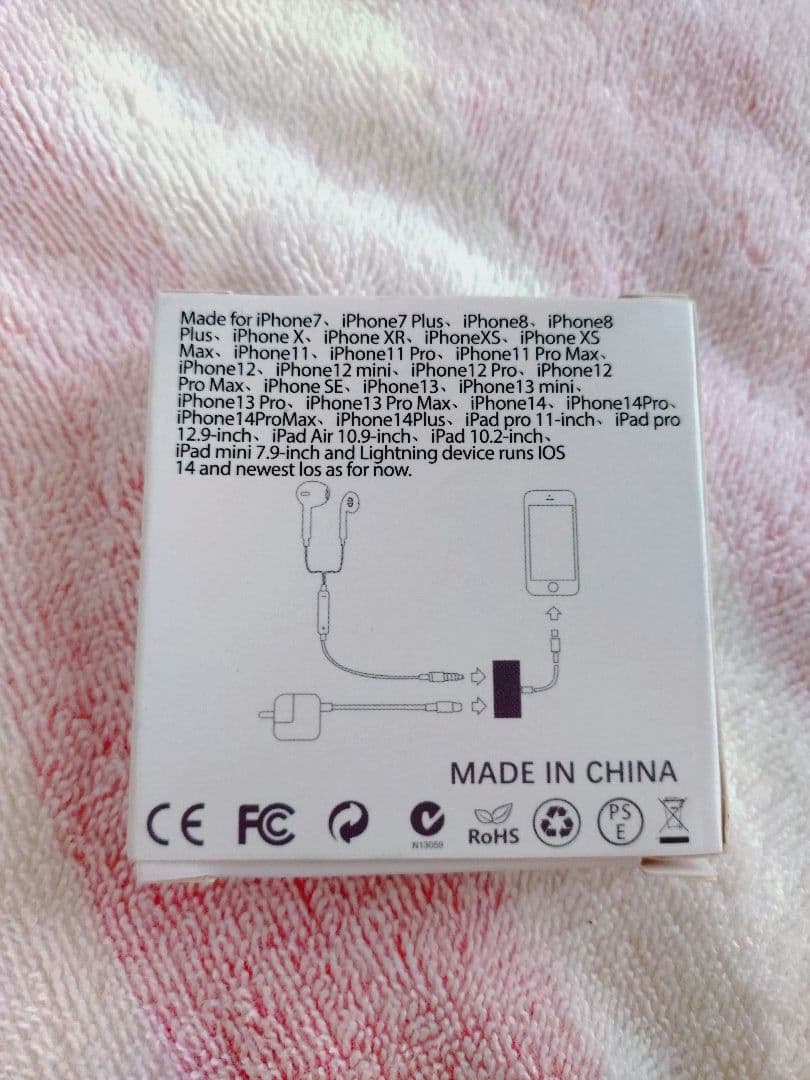 Made for iPhone7、 iPhone7 Plus、 iPhone8、 iPhone8
Plus、 iPhone X、 iPhone XR、 iPhoneXS、 iPhone XS
Max、 iPhone11、 iPhone11 Pro、 iPhone11 Pro Max、
iPhone12、 iPhone12 mini、 iPhone12 Pro、 iPhone12
Pro Max、 iPhone SE、 iPhone13、 iPhone13 mini、
iPhone13 Pro、 iPhone13 Pro Max、 iPhone14、 iPhone14Pro、
iPhone14ProMax、 iPhone14Plus、 iPad pro 11-inch、 iPad pro
12.9-inch、 iPad Air 10.9-inch、 iPad 10.2-inch、
iPad mini 7.9-inch and Lightning device runs IOS
14 and newest los as for now.
MADE IN CHINA
CE FC N13059 RoHS PS E